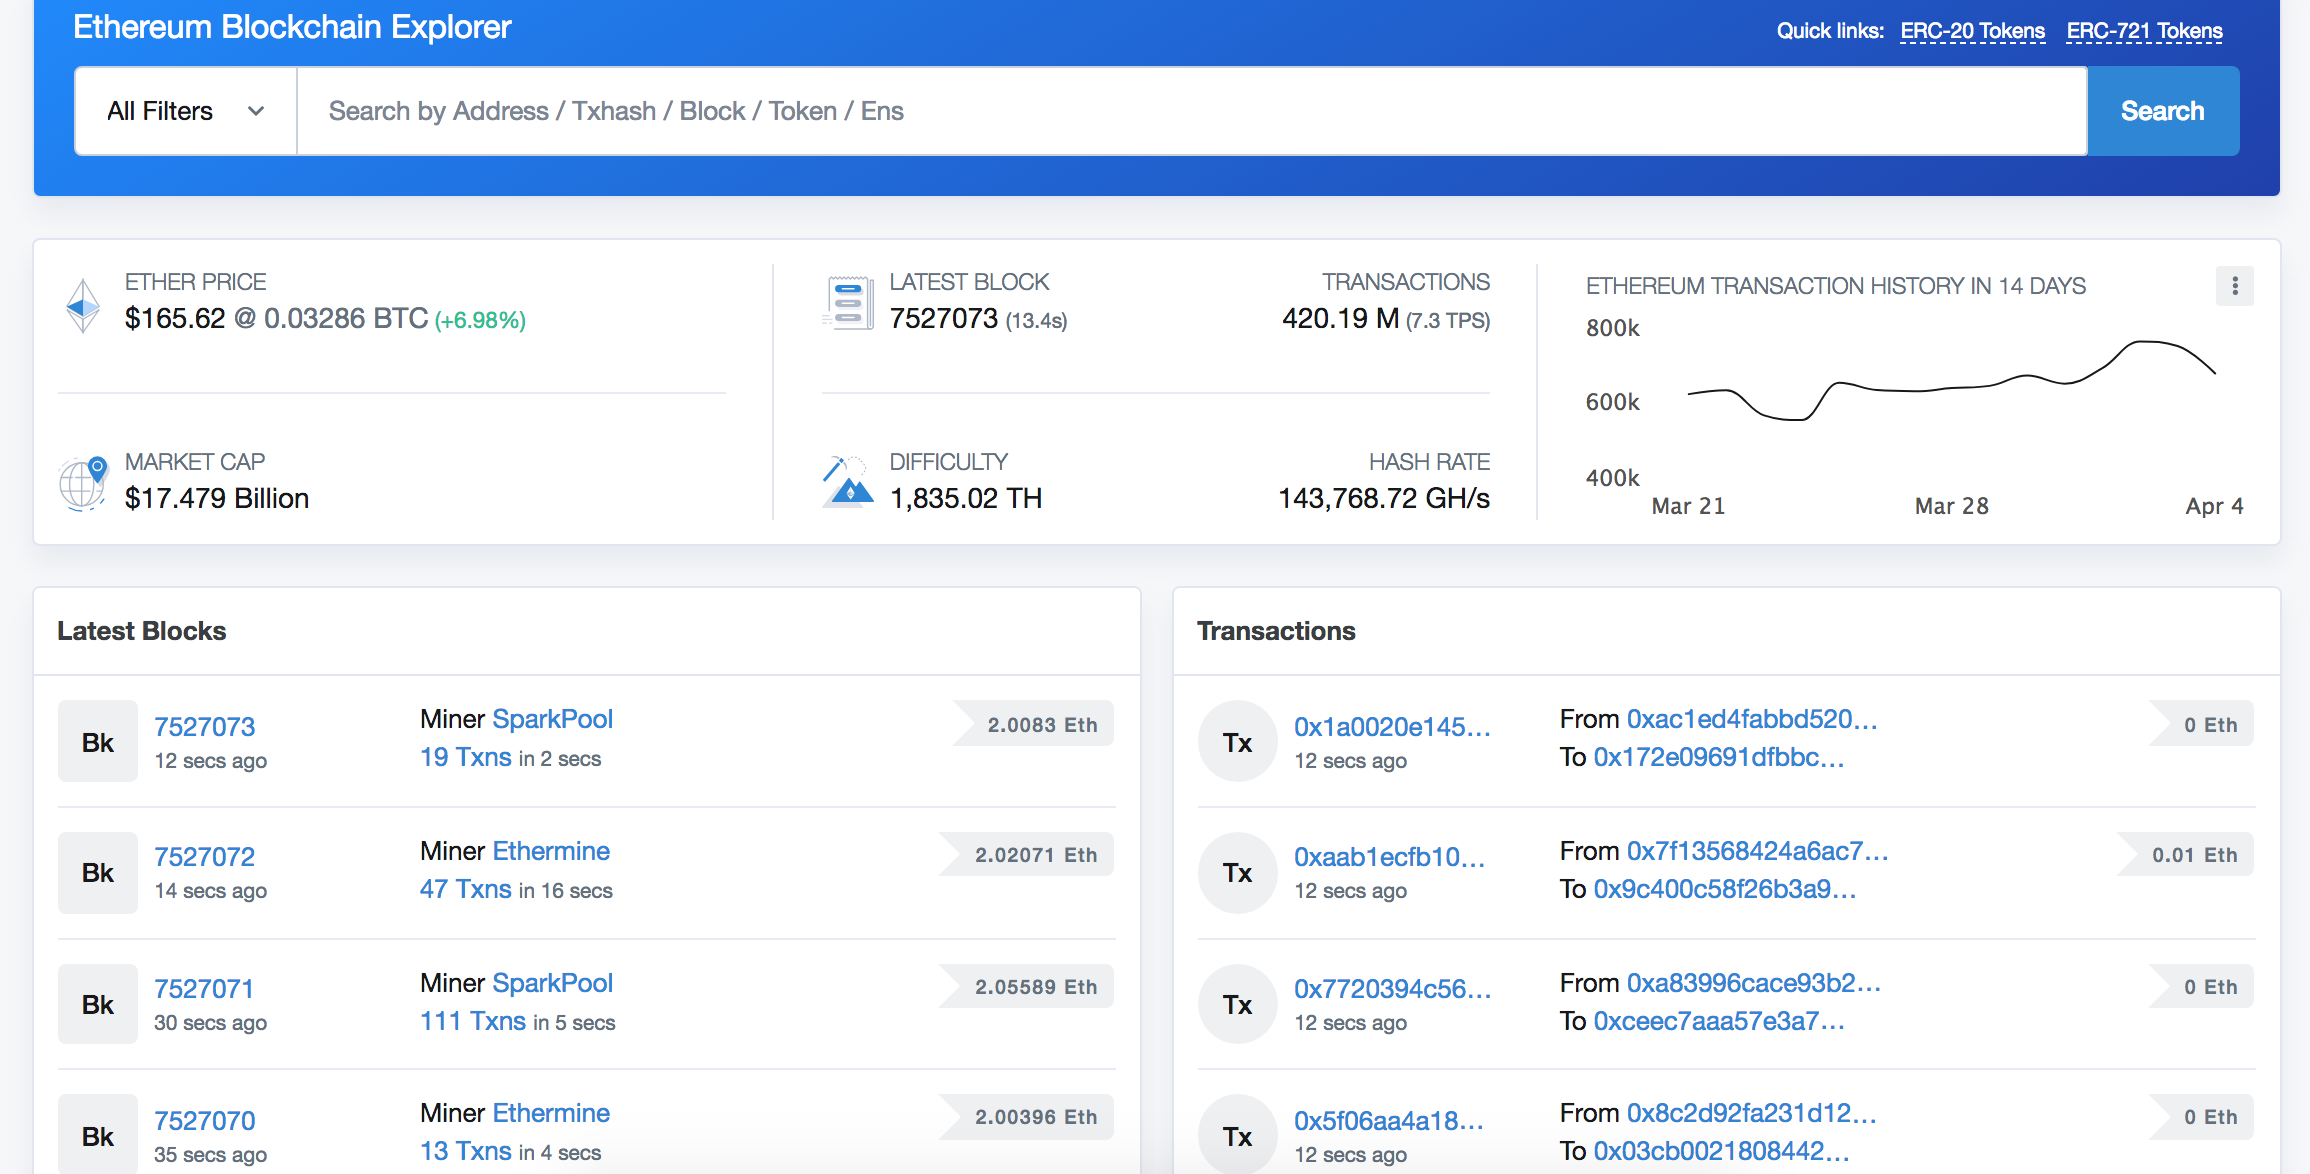 Ethereum Blockchain Explorer
Quick links: ERC-20 Tokens ERC-721 Tokens
All Filters
Search by Address / Txhash / Block / Token / Ens
Search
ETHER PRICE
$165.62 @ 0.03286 BTC (+6.98%)
MARKET CAP
$17.479 Billion
LATEST BLOCK
7527073 (13.4s)
TRANSACTIONS
420.19 M (7.3 TPS)
DIFFICULTY
1,835.02 TH
HASH RATE
143,768.72 GH/s
ETHEREUM TRANSACTION HISTORY IN 14 DAYS
800k
600k
400k
Mar 21 Mar 28 Apr 4
Latest Blocks
Bk
7527073
12 secs ago
Miner SparkPool
19 Txns in 2 secs
2.0083 Eth
Bk
7527072
14 secs ago
Miner Ethermine
47 Txns in 16 secs
2.02071 Eth
Bk
7527071
30 secs ago
Miner SparkPool
111 Txns in 5 secs
2.05589 Eth
Bk
7527070
35 secs ago
Miner Ethermine
13 Txns in 4 secs
2.00396 Eth
Transactions
Tx
0x1a0020e145...
12 secs ago
From 0xac1ed4fabbd520...
To 0x172e09691dfbbc...
0 Eth
Tx
0xaab1ecfb10...
12 secs ago
From 0x7f13568424a6ac7...
To 0x9c400c58f26b3a9...
0.01 Eth
Tx
0x7720394c56...
12 secs ago
From 0xa83996cace93b2...
To 0xceec7aaa57e3a7...
0 Eth
Tx
0x5f06aa4a18...
12 secs ago
From 0x8c2d92fa231d12...
To 0x03cb0021808442...
0 Eth